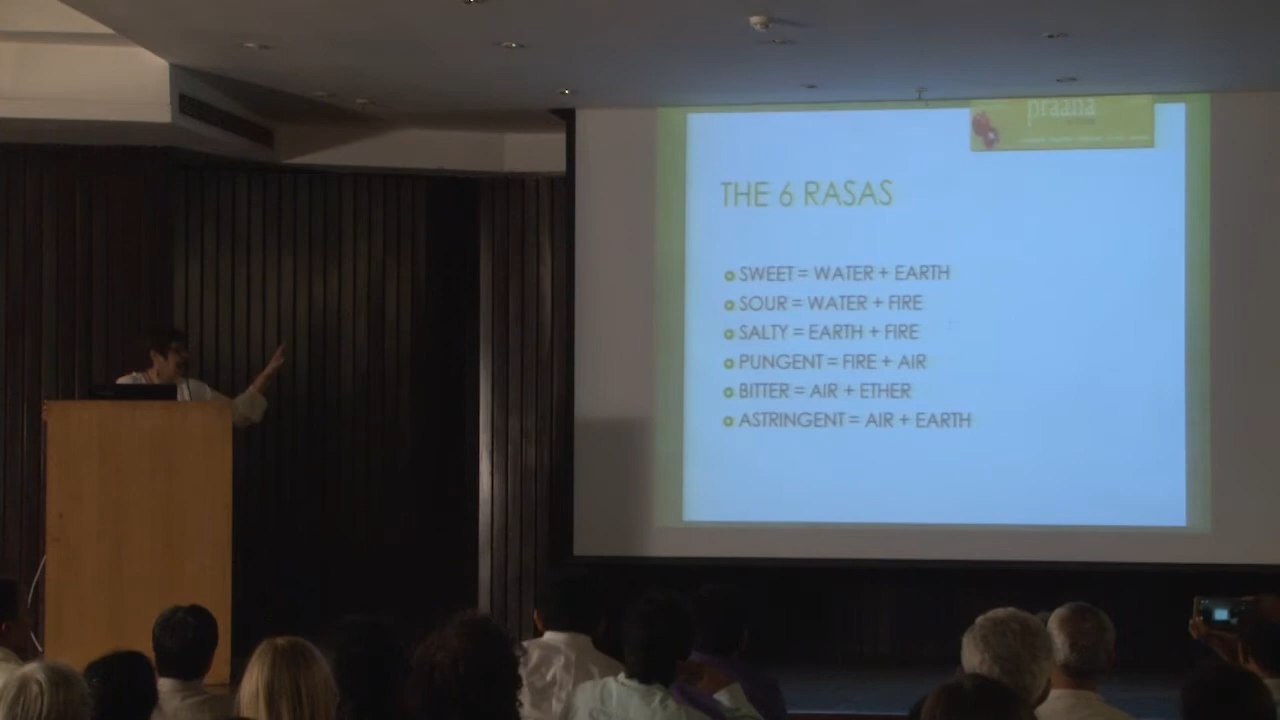 praana
THE 6 RASAS
SWEET = WATER + EARTH
SOUR = WATER + FIRE
SALTY = EARTH + FIRE
PUNGENT = FIRE + AIR
BITTER = AIR + ETHER
ASTRINGENT = AIR + EARTH